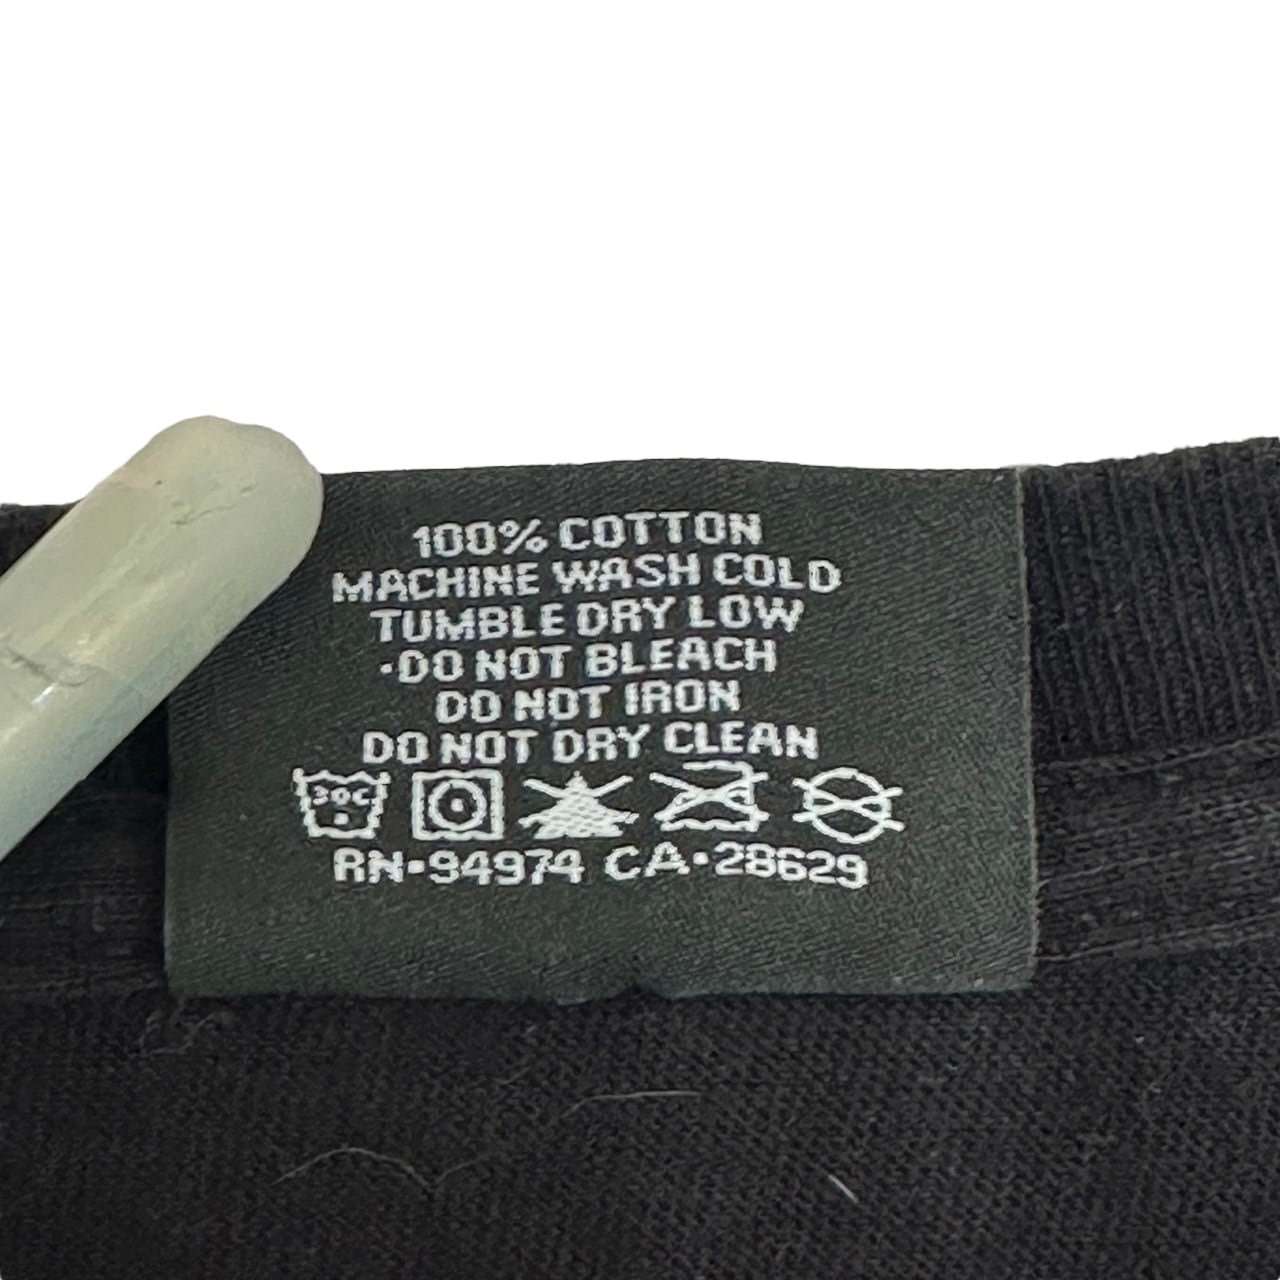 100% COTTON
MACHINE WASH COLD
TUMBLE DRY LOW
·DO NOT BLEACH
DO NOT IRON
DO NOT DRY CLEAN
30C
RN·94974 CA·28629